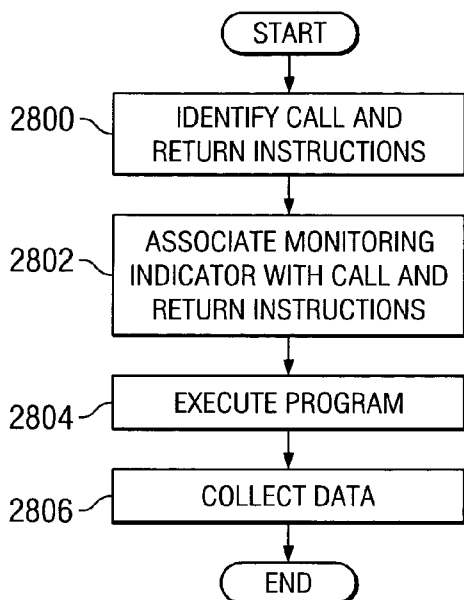 START
2800
IDENTIFY CALL AND
RETURN INSTRUCTIONS
2802
ASSOCIATE MONITORING
INDICATOR WITH CALL AND
RETURN INSTRUCTIONS
2804
EXECUTE PROGRAM
2806
COLLECT DATA
END